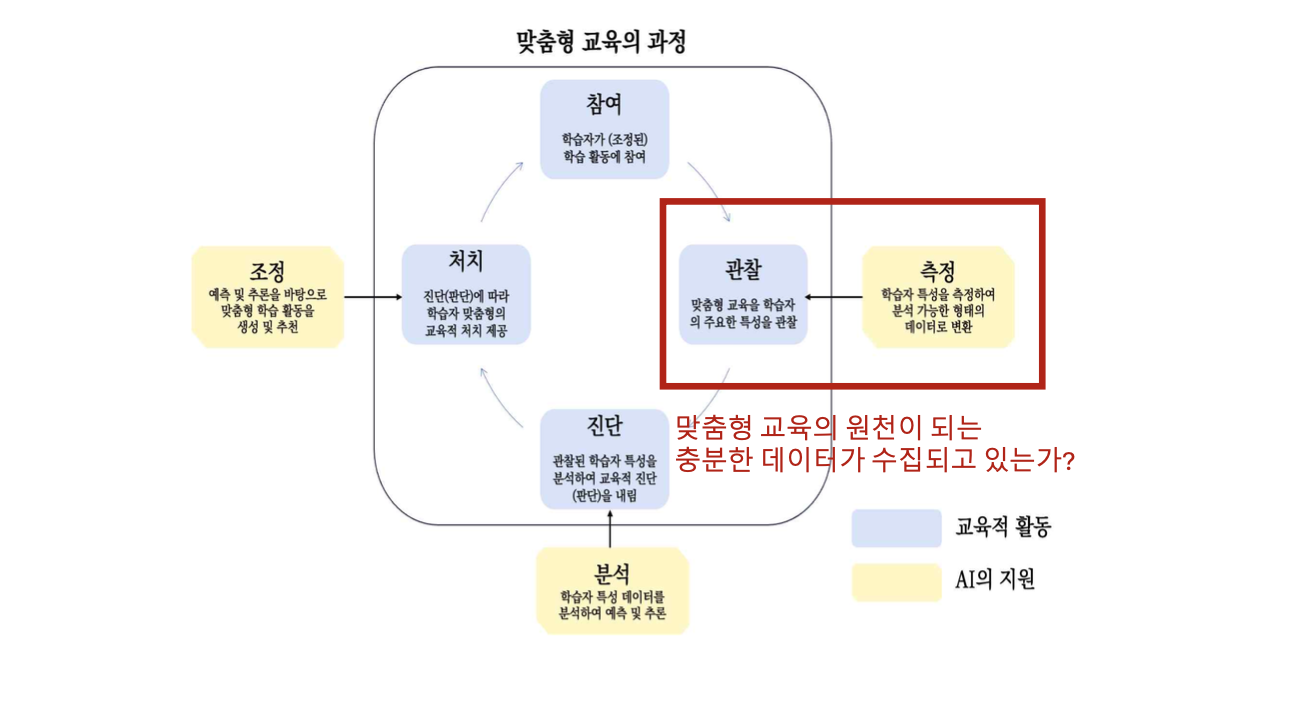 맞춤형 교육의 과정
참여
학습자가 (조정된)
학습 활동에 참여
조정
예측 및 추론을 바탕으로
맞춤형 학습 활동을
생성 및 추천
처치
진단(판단)에 따라
학습자 맞춤형의
교육적 처치 제공
관찰
맞춤형 교육을 학습자
의 주요한 특성을 관찰
측정
학습자 특성을 측정하여
분석 가능한 형태의
데이터로 변환
맞춤형 교육의 원천이 되는
충분한 데이터가 수집되고 있는가?
진단
관찰된 학습자 특성을
분석하여 교육적 진단
(판단)을 내림
분석
학습자 특성 데이터를
분석하여 예측 및 추론
교육적 활동
AI의 지원